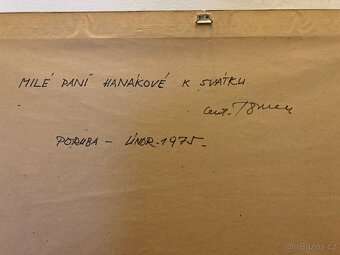 MILÉ PANÍ HANÁKOVÉ K SVÁTKU
PORUBA - ÚNOR - 1975 -
© Bazos.cz